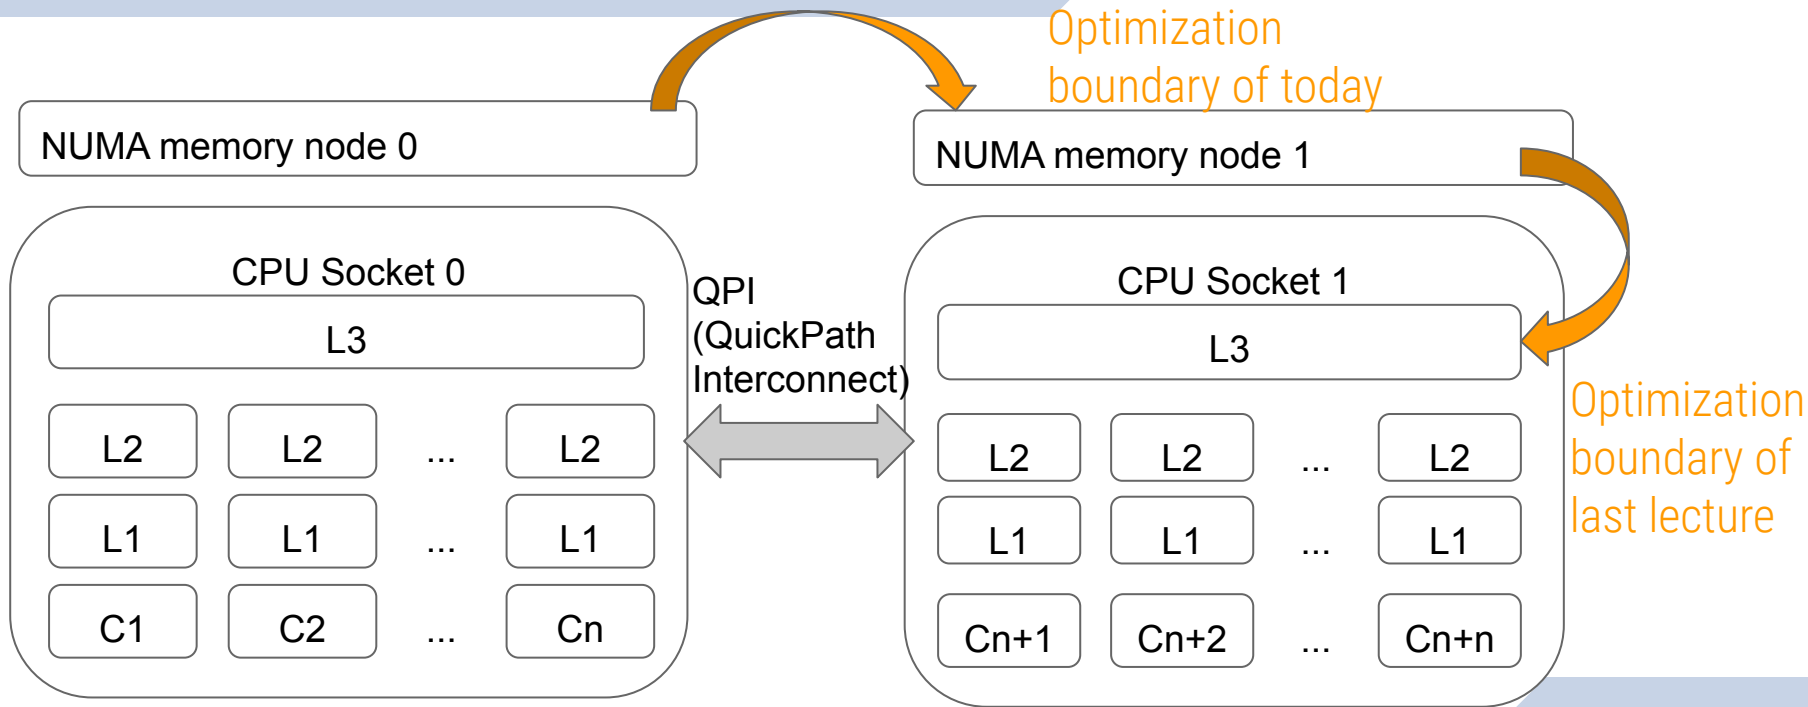 Optimization
boundary of today
NUMA memory node 0
NUMA memory node 1
CPU Socket 0
L3
L2 L2 ... L2
L1 L1 ... L1
C1 C2 ... Cn
QPI
(QuickPath
Interconnect)
CPU Socket 1
L3
L2 L2 ... L2
L1 L1 ... L1
Cn+1 Cn+2 ... Cn+n
Optimization
boundary of
last lecture